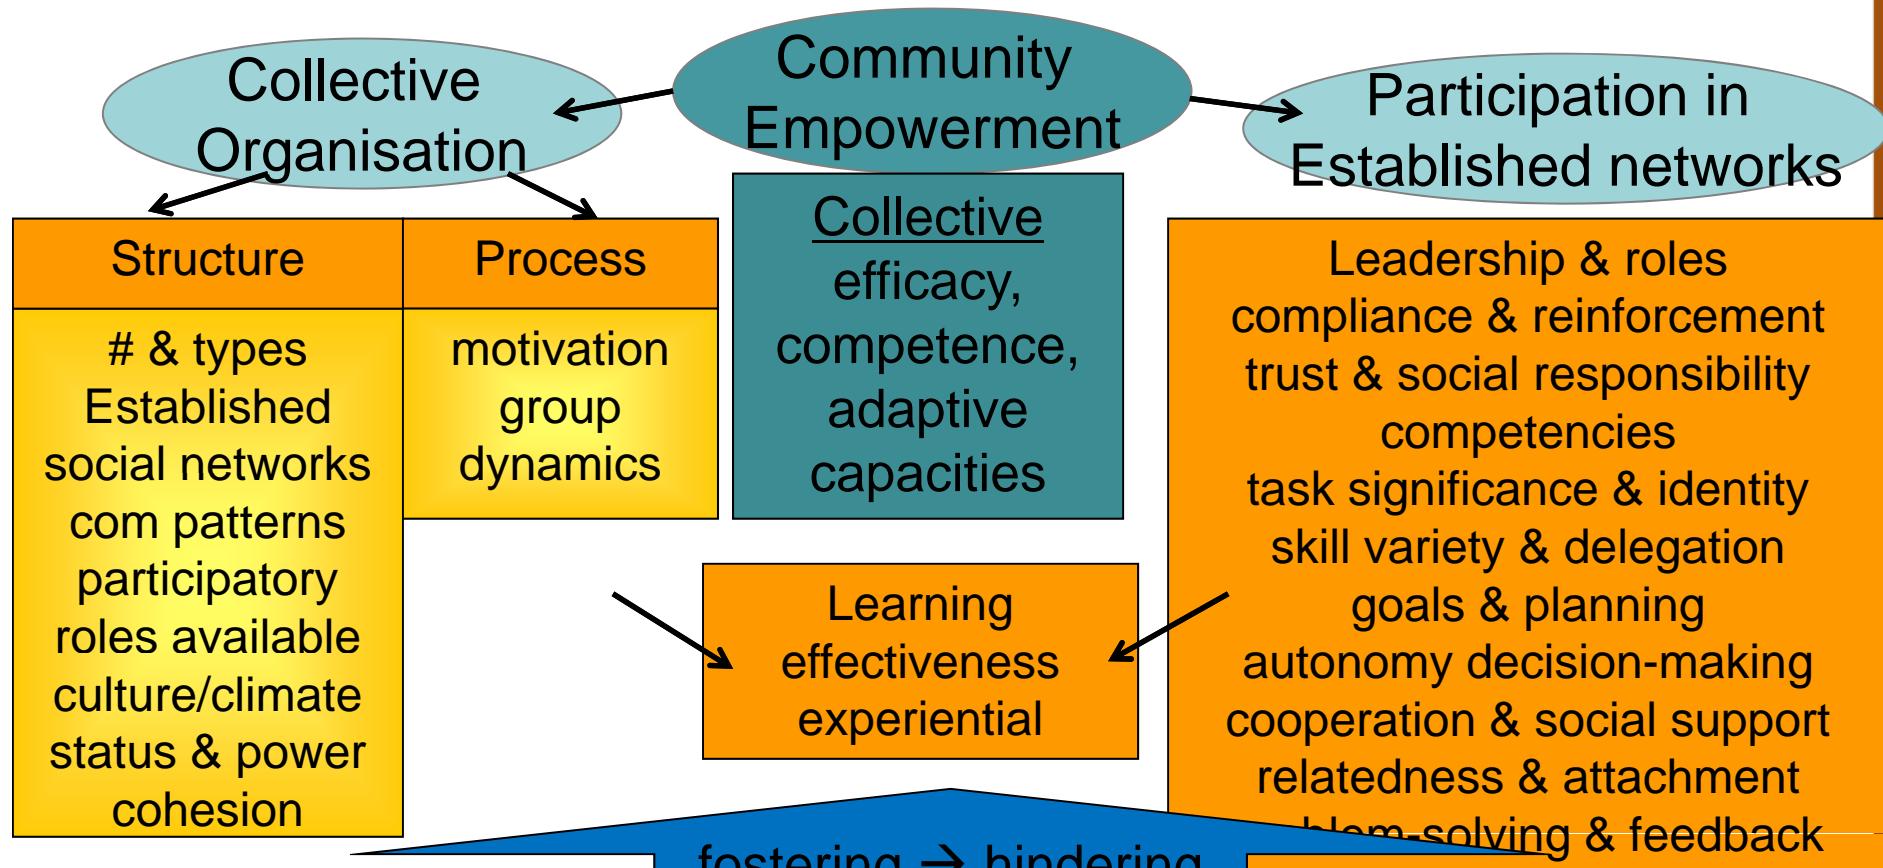 Collective
Organisation
Community
Empowerment
Participation in
Established networks
Structure
# & types
Established
social networks
com patterns
participatory
roles available
culture/climate
status & power
cohesion
Process
motivation
group
dynamics
Collective
efficacy,
competence,
adaptive
capacities
Learning
effectiveness
experiential
Leadership & roles
compliance & reinforcement
trust & social responsibility
competencies
task significance & identity
skill variety & delegation
goals & planning
autonomy decision-making
cooperation & social support
relatedness & attachment
& feedback
fostering → hindering